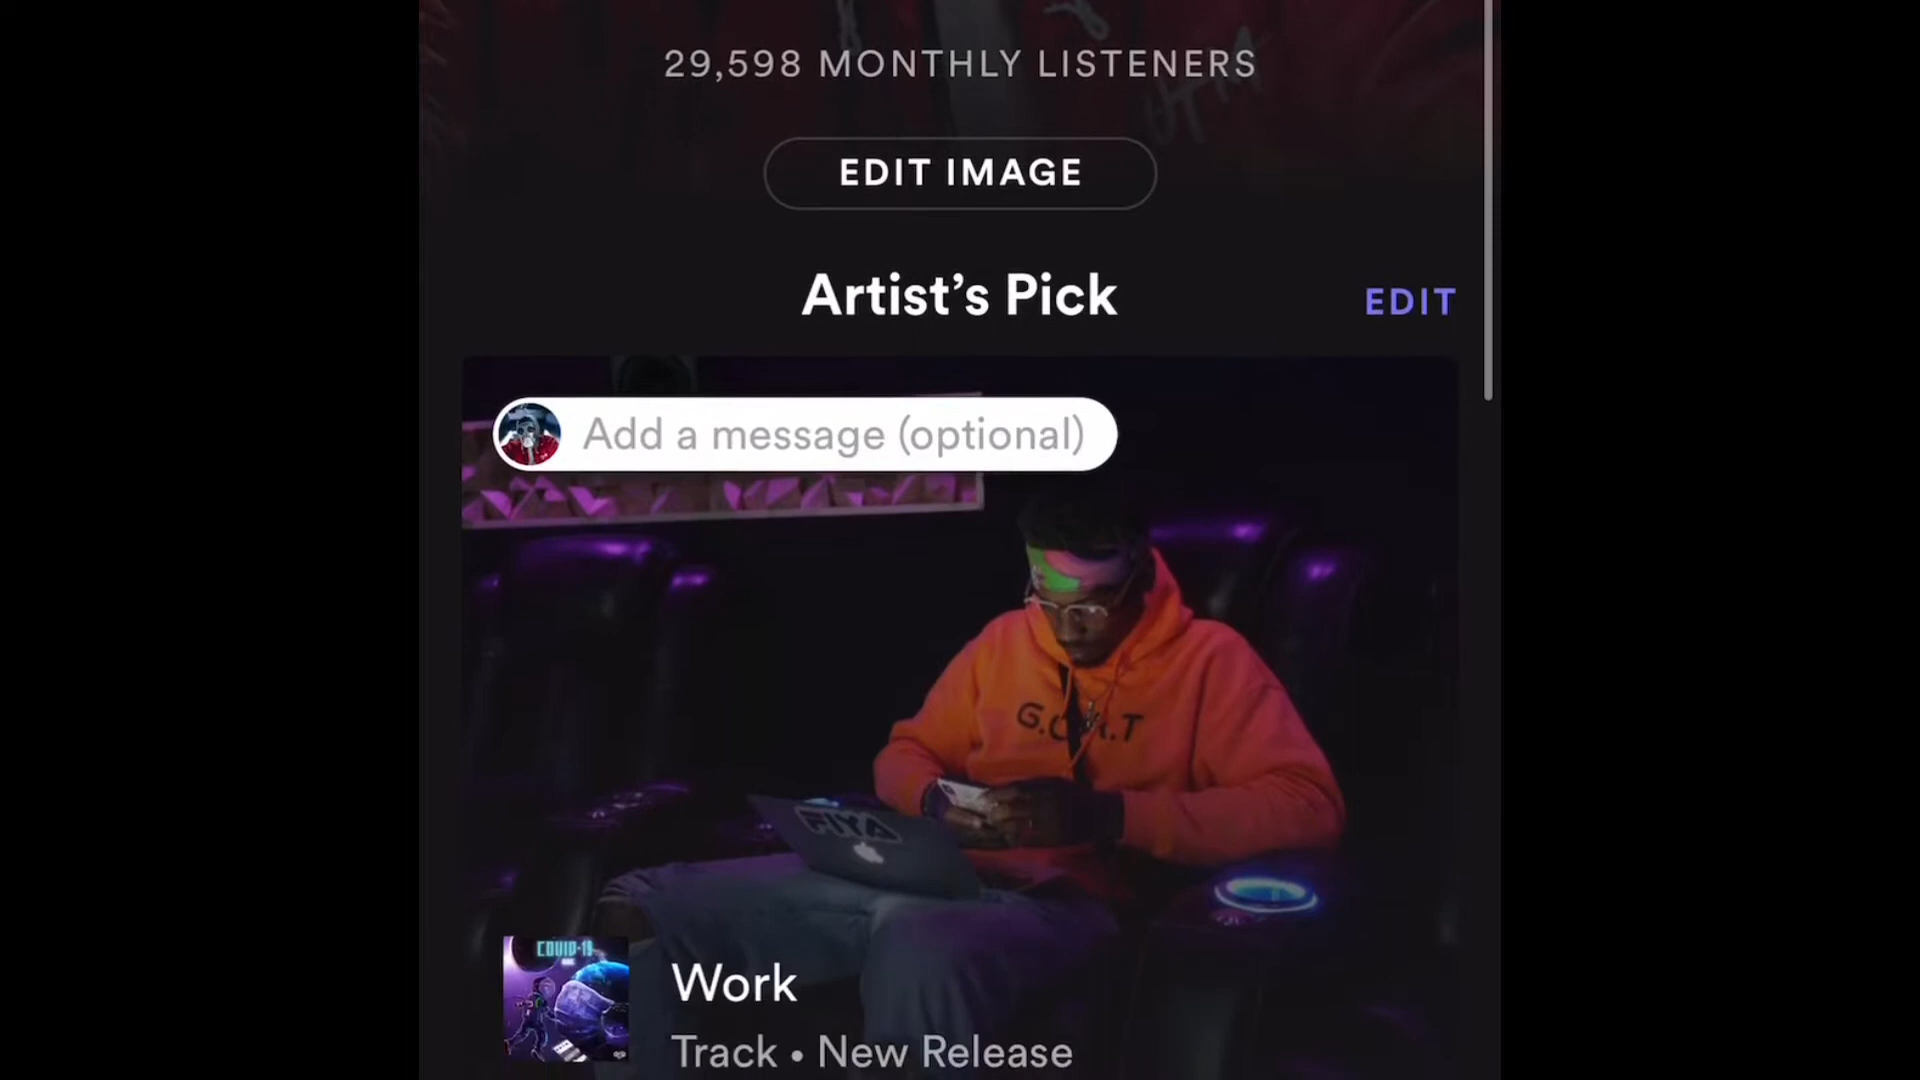 29,598 MONTHLY LISTENERS
EDIT IMAGE
Artist’s Pick
EDIT
Add a message (optional)
FIYA
COVID-19
Work
Track • New Release